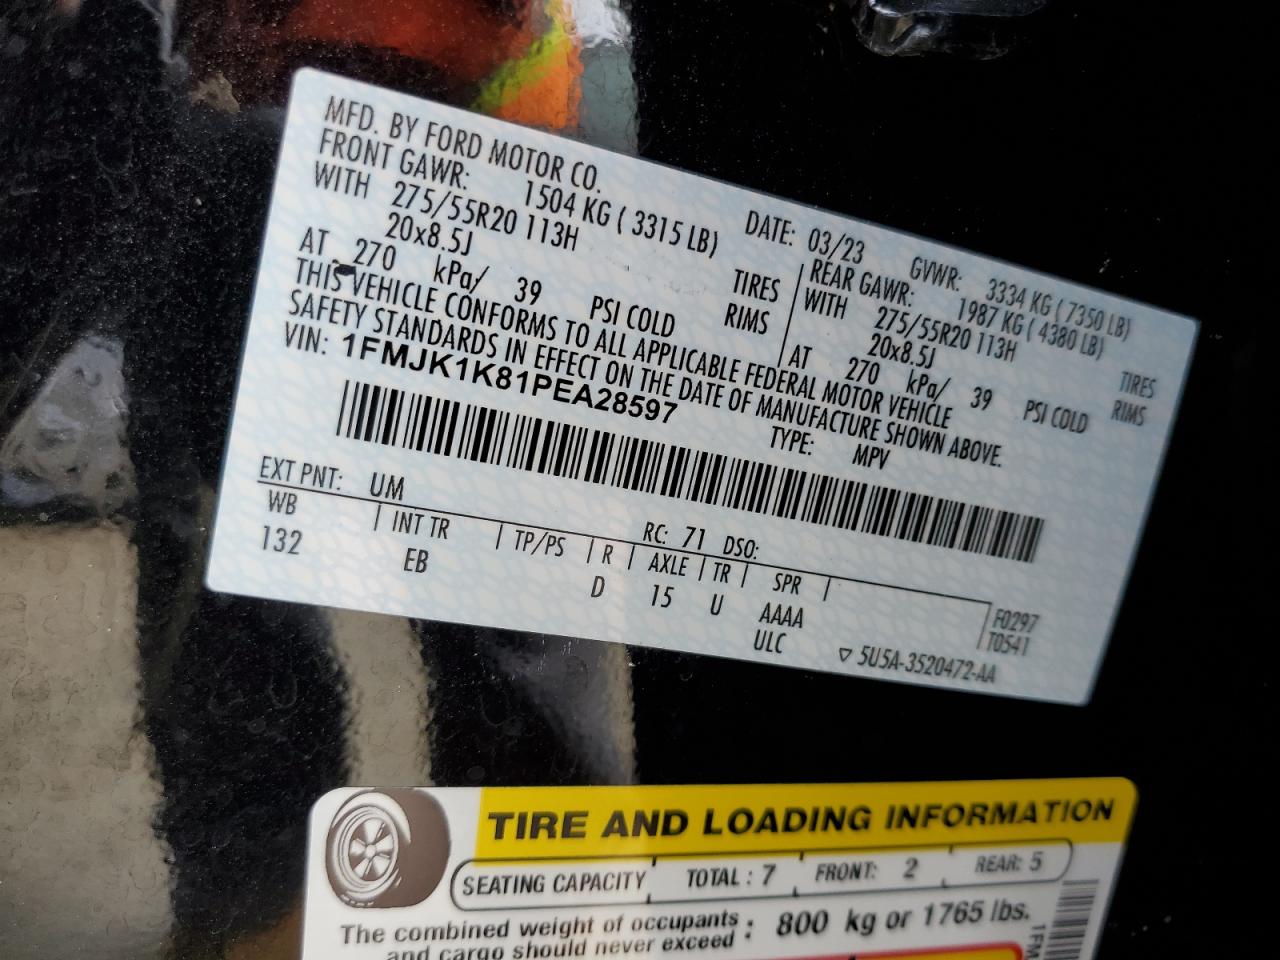 MFD. BY FORD MOTOR CO.
DATE: 03/23 GVWR: 3334 KG ( 7350 LB)
FRONT GAWR: 1504 KG ( 3315 LB)
WITH 275/55R20 113H TIRES
20x8.5J RIMS
AT 270 kPa/ 39 PSI COLD
REAR GAWR: 1987 KG ( 4380 LB)
WITH 275/55R20 113H TIRES
20x8.5J RIMS
AT 270 kPa/ 39 PSI COLD
THIS VEHICLE CONFORMS TO ALL APPLICABLE FEDERAL MOTOR VEHICLE
SAFETY STANDARDS IN EFFECT ON THE DATE OF MANUFACTURE SHOWN ABOVE.
VIN: 1FMJK1K81PEA28597
TYPE: MPV
EXT PNT: UM RC: 71 DSO:
WB INT TR TP/PS R AXLE TR SPR
132 EB D 15 U AAAA
ULC
F0297
T0541
▽ 5U5A-3520472-AA
TIRE AND LOADING INFORMATION
SEATING CAPACITY TOTAL : 7 FRONT: 2 REAR: 5
The combined weight of occupants : 800 kg or 1765 lbs.
and cargo should never exceed :
1FM